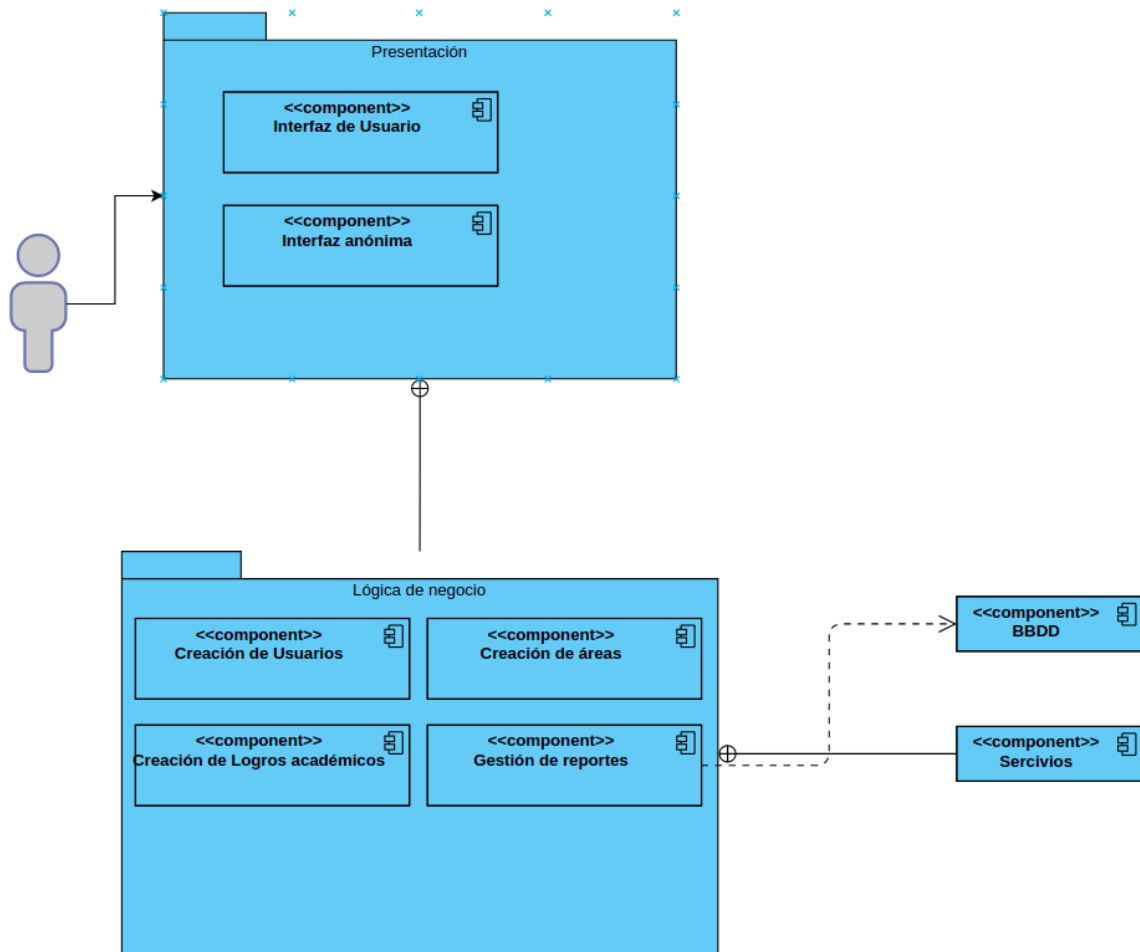 Presentación
<<component>>
Interfaz de Usuario
<<component>>
Interfaz anónima
Lógica de negocio
<<component>>
Creación de Usuarios
<<component>>
Creación de áreas
<<component>>
Creación de Logros académicos
<<component>>
Gestión de reportes
<<component>>
BBDD
<<component>>
Sercivios